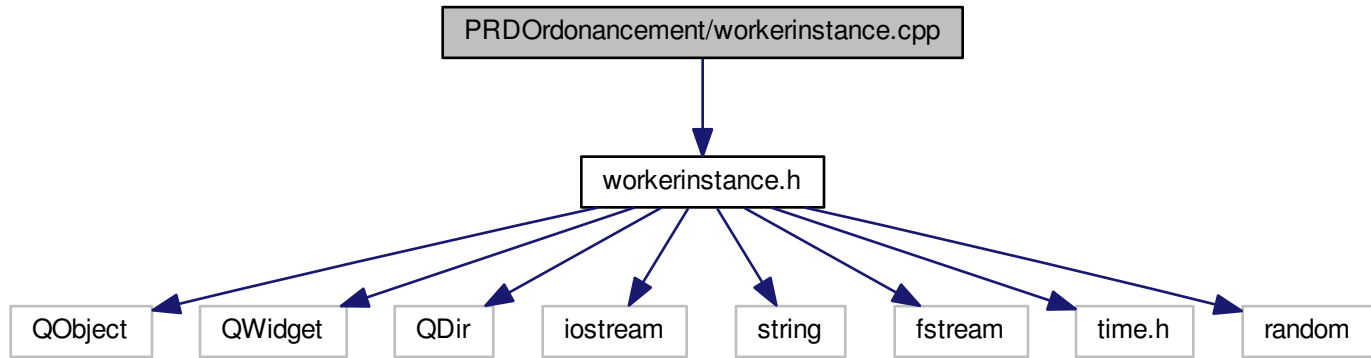 PRDOrdonancement/workerinstance.cpp
workerinstance.h
QObject
QWidget
QDir
iostream
string
fstream
time.h
random